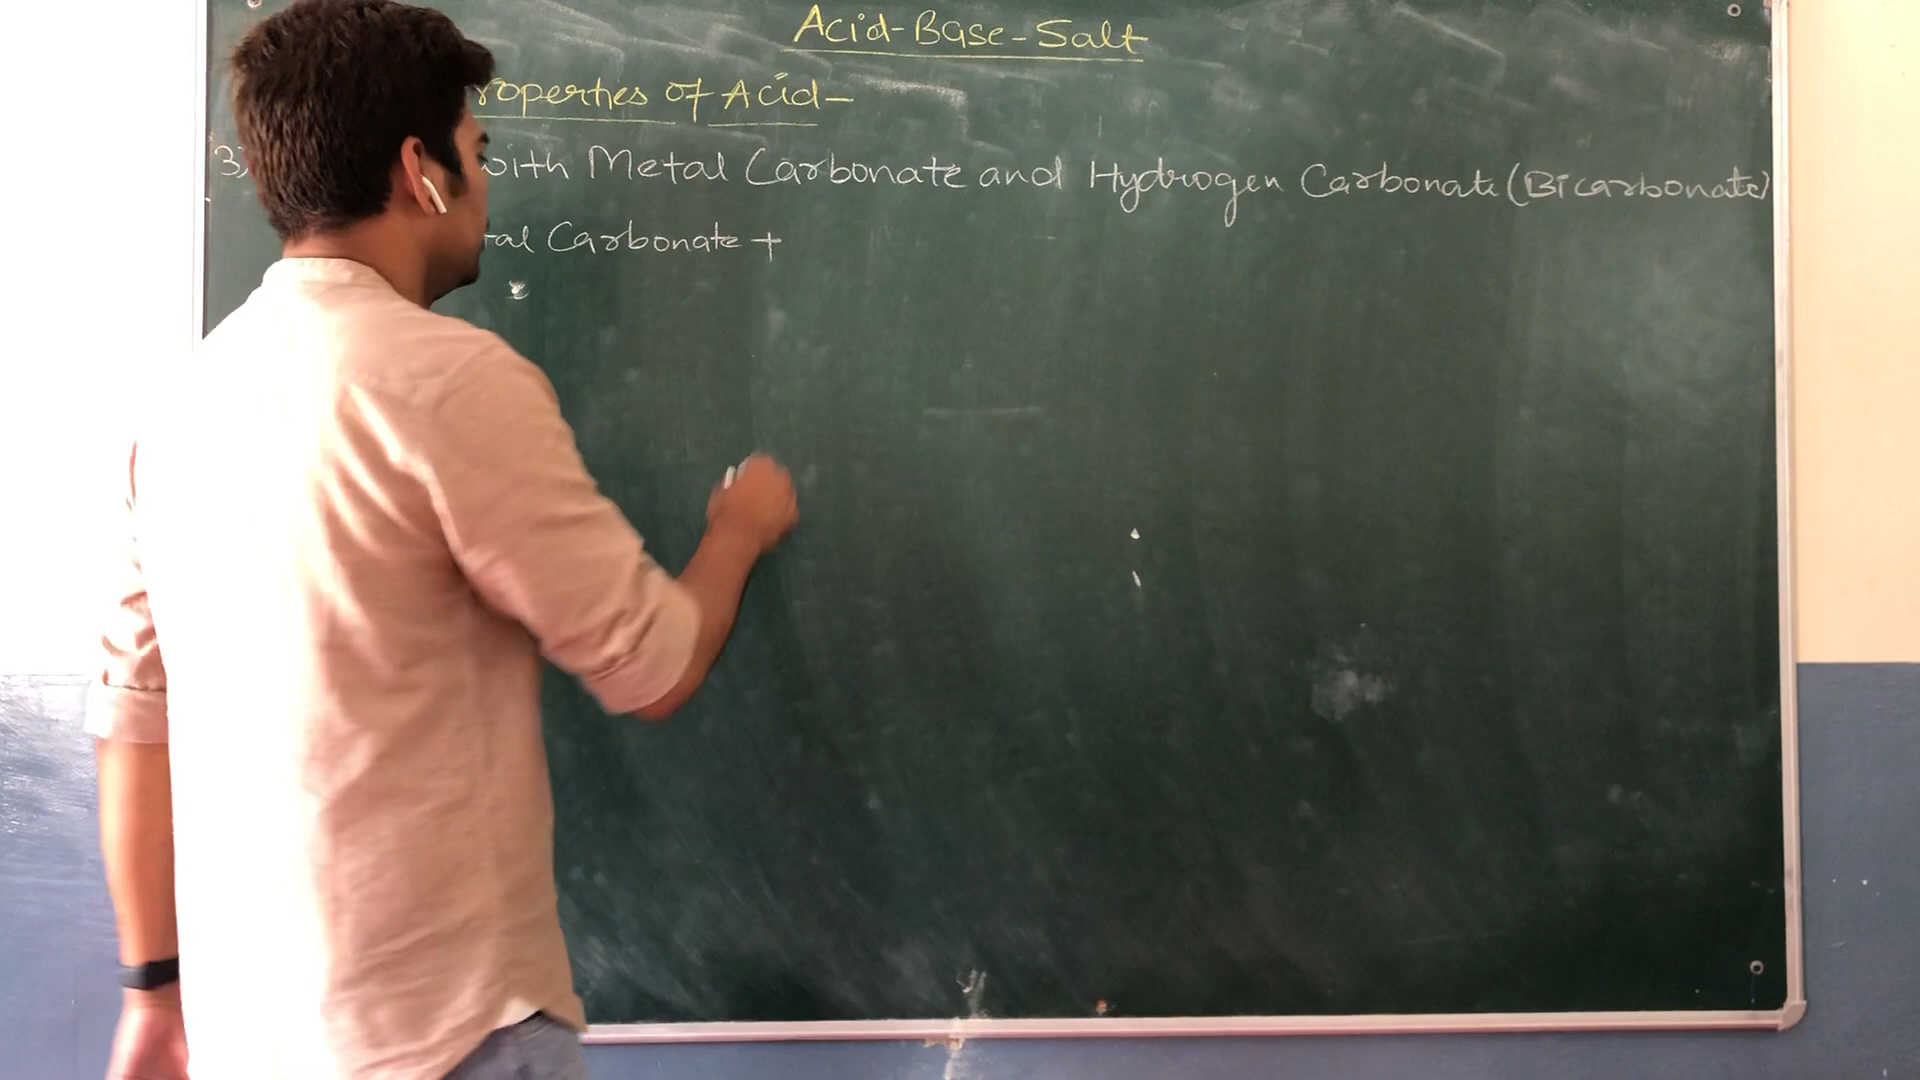 Acid-Base-Salt
roperties of Acid-
3) with Metal Carbonate and Hydrogen Carbonate (Bicarbonate)
tal Carbonate +